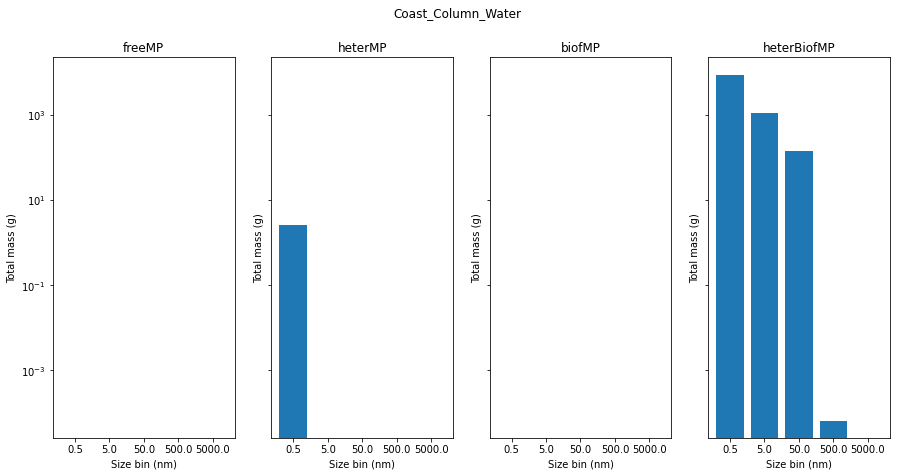 Coast_Column_Water
freeMP
heterMP
biofMP
heterBiofMP
10³
10¹
10⁻¹
10⁻³
Total mass (g)
Total mass (g)
Total mass (g)
Total mass (g)
0.5 5.0 50.0 500.0 5000.0
0.5 5.0 50.0 500.0 5000.0
0.5 5.0 50.0 500.0 5000.0
0.5 5.0 50.0 500.0 5000.0
Size bin (nm)
Size bin (nm)
Size bin (nm)
Size bin (nm)